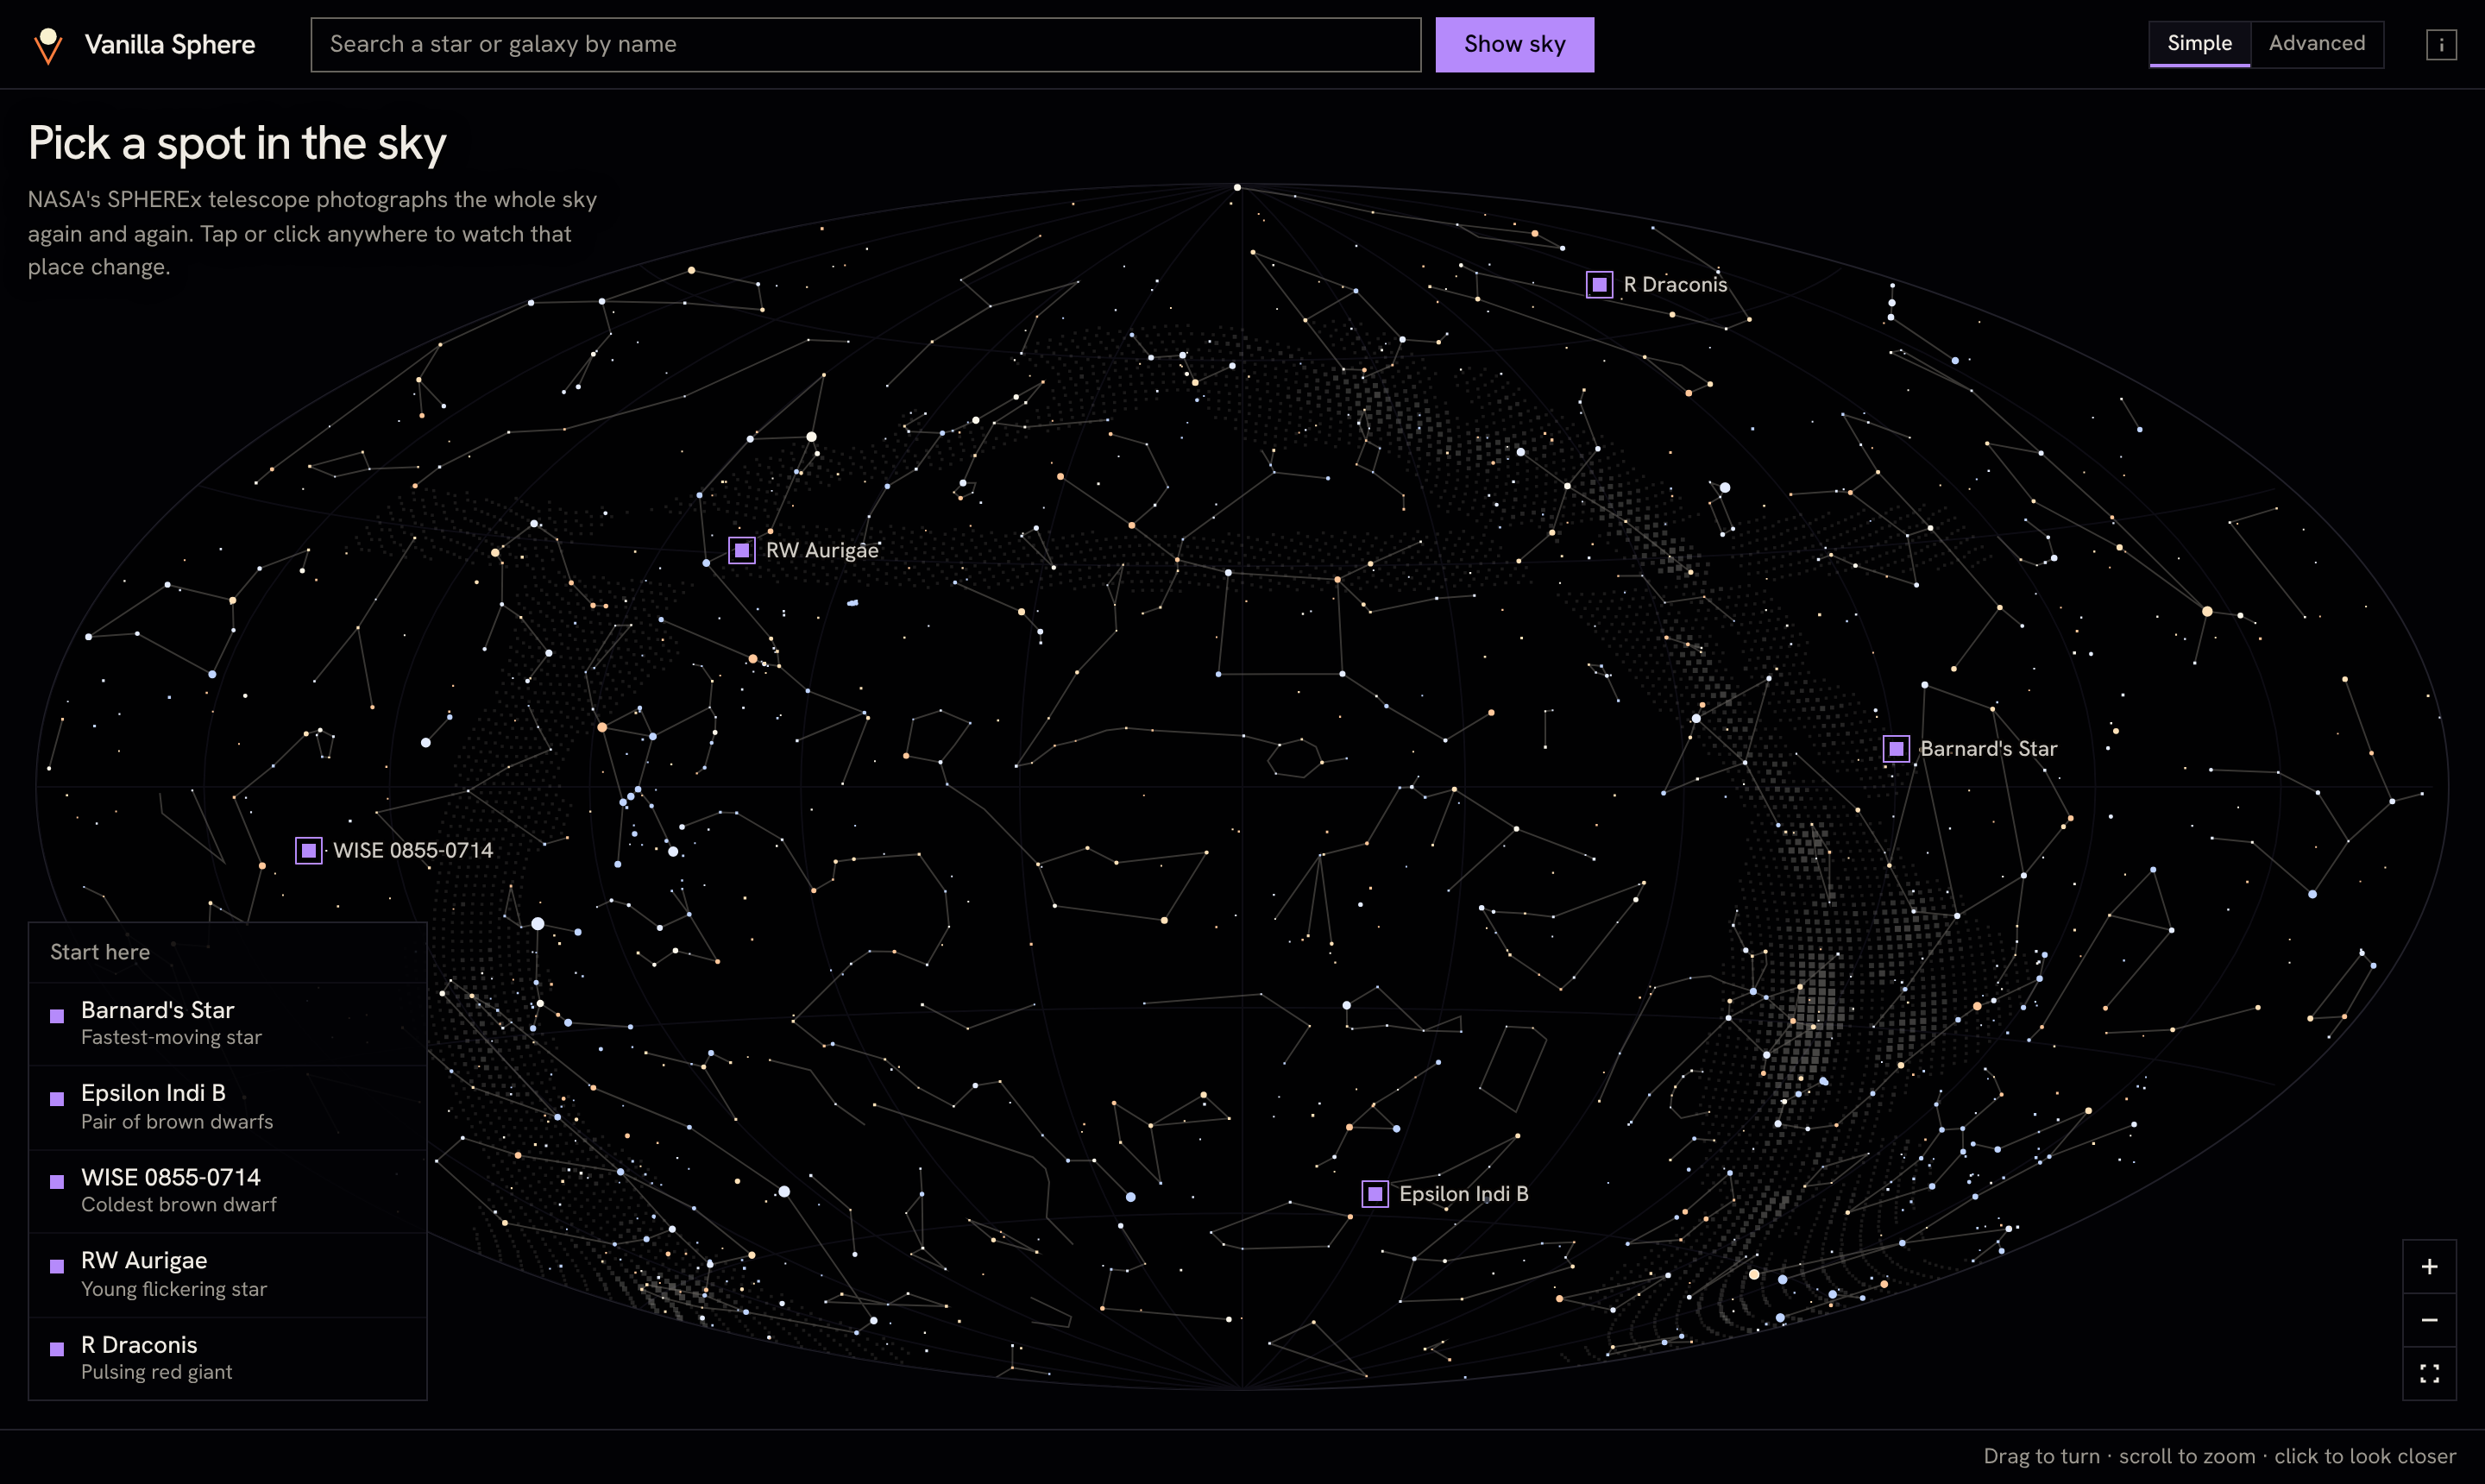 Vanilla Sphere
Search a star or galaxy by name
Show sky
Simple
Advanced
i
Pick a spot in the sky
NASA's SPHEREx telescope photographs the whole sky
again and again. Tap or click anywhere to watch that
place change.
R Draconis
RW Aurigae
Barnard's Star
WISE 0855-0714
Epsilon Indi B
Start here
Barnard's Star
Fastest-moving star
Epsilon Indi B
Pair of brown dwarfs
WISE 0855-0714
Coldest brown dwarf
RW Aurigae
Young flickering star
R Draconis
Pulsing red giant
+
−
Drag to turn · scroll to zoom · click to look closer